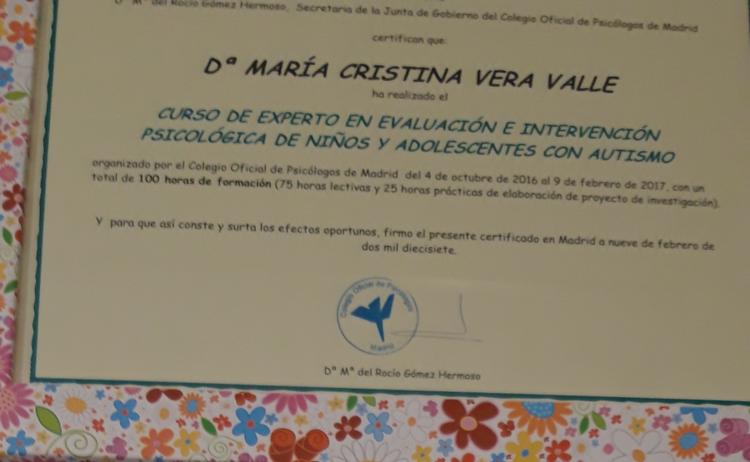 Dª Mª del Rocío Gómez Hermoso, Secretaria de la Junta de Gobierno del Colegio Oficial de Psicólogos de Madrid
certifican que:
Dª MARÍA CRISTINA VERA VALLE
ha realizado el
CURSO DE EXPERTO EN EVALUACIÓN E INTERVENCIÓN
PSICOLÓGICA DE NIÑOS Y ADOLESCENTES CON AUTISMO
organizado por el Colegio Oficial de Psicólogos de Madrid del 4 de octubre de 2016 al 9 de febrero de 2017, con un
total de 100 horas de formación (75 horas lectivas y 25 horas prácticas de elaboración de proyecto de investigación).
Y para que así conste y surta los efectos oportunos, firmo el presente certificado en Madrid a nueve de febrero de
dos mil diecisiete.
Colegio Oficial de Psicólogos
Madrid
Dª Mª del Rocío Gómez Hermoso